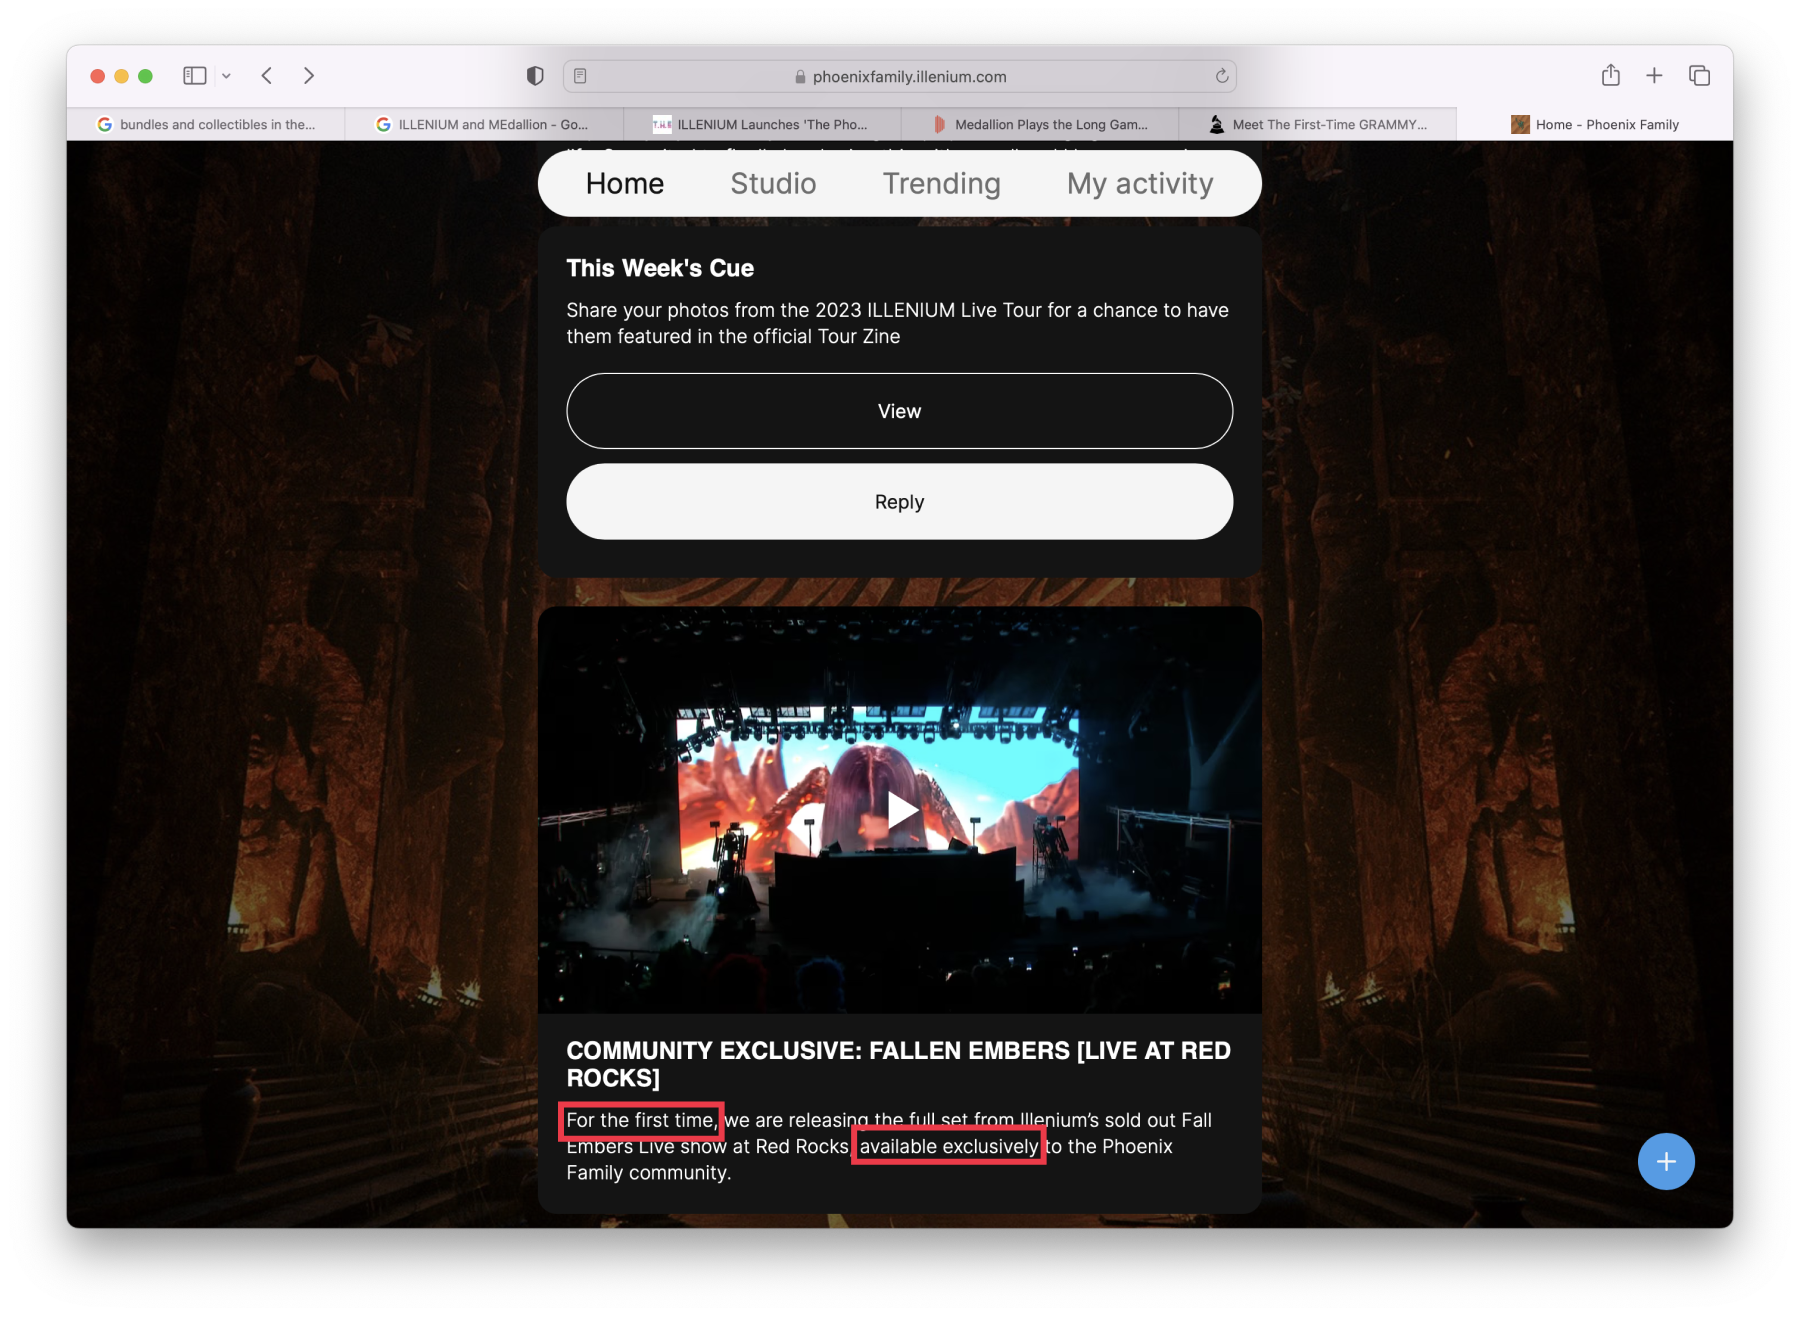 phoenixfamily.illenium.com
bundles and collectibles in the...
ILLENIUM and MEdallion - Go...
T.H.E
ILLENIUM Launches 'The Pho...
Medallion Plays the Long Gam...
Meet The First-Time GRAMMY...
Home - Phoenix Family
Home Studio Trending My activity
This Week's Cue
Share your photos from the 2023 ILLENIUM Live Tour for a chance to have
them featured in the official Tour Zine
View
Reply
COMMUNITY EXCLUSIVE: FALLEN EMBERS [LIVE AT RED
ROCKS]
For the first time, we are releasing the full set from Illenium’s sold out Fall
Embers Live show at Red Rocks, available exclusively to the Phoenix
Family community.